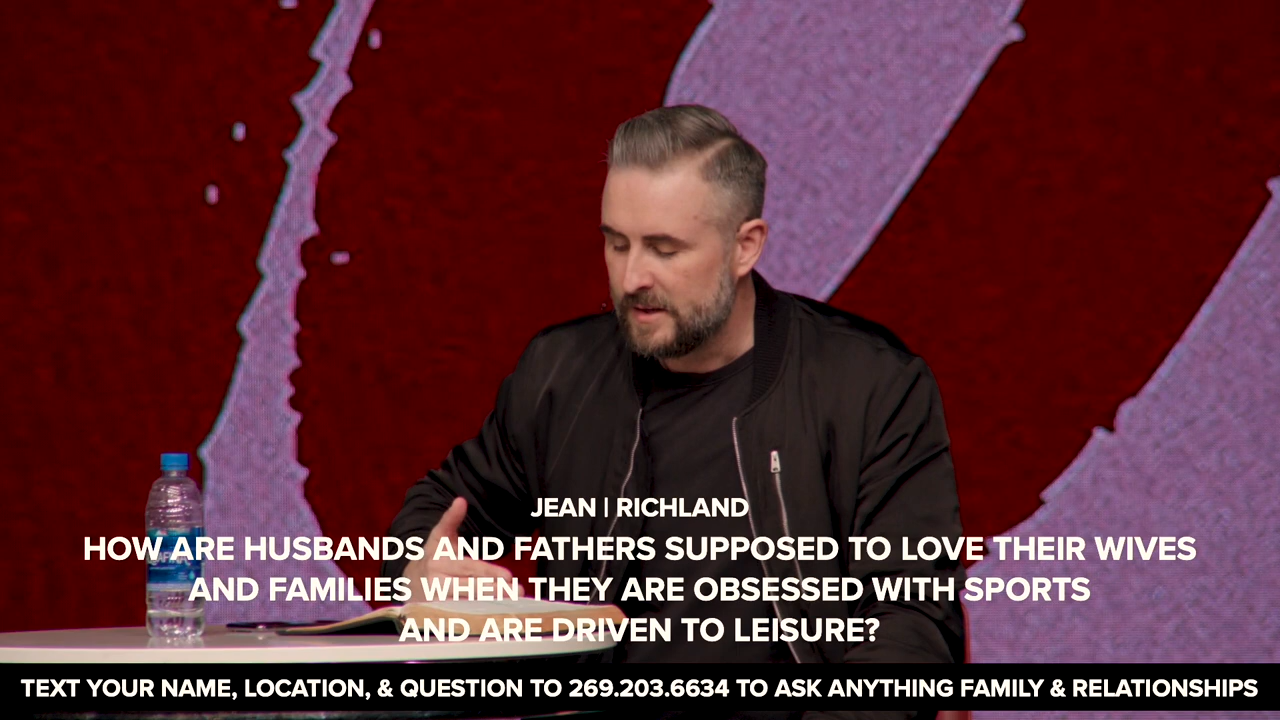 JEAN | RICHLAND
HOW ARE HUSBANDS AND FATHERS SUPPOSED TO LOVE THEIR WIVES
AND FAMILIES WHEN THEY ARE OBSESSED WITH SPORTS
AND ARE DRIVEN TO LEISURE?
TEXT YOUR NAME, LOCATION, & QUESTION TO 269.203.6634 TO ASK ANYTHING FAMILY & RELATIONSHIPS